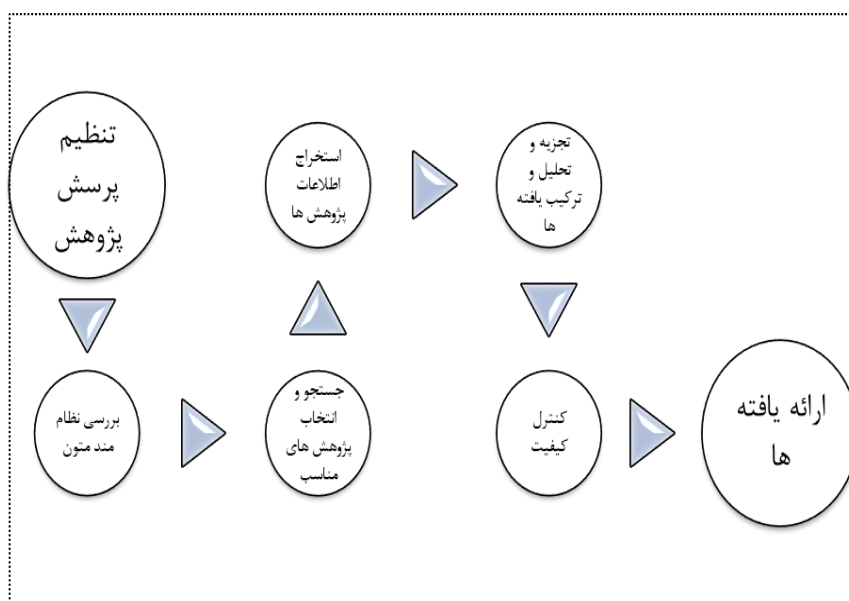 تنظیم
پرسش
پژوهش
بررسی نظام
مند متون
جستجو و
انتخاب
پژوهش های
مناسب
استخراج
اطلاعات
پژوهش ها
تجزیه و
تحلیل و
ترکیب یافته
ها
کنترل
کیفیت
ارائه یافته
ها